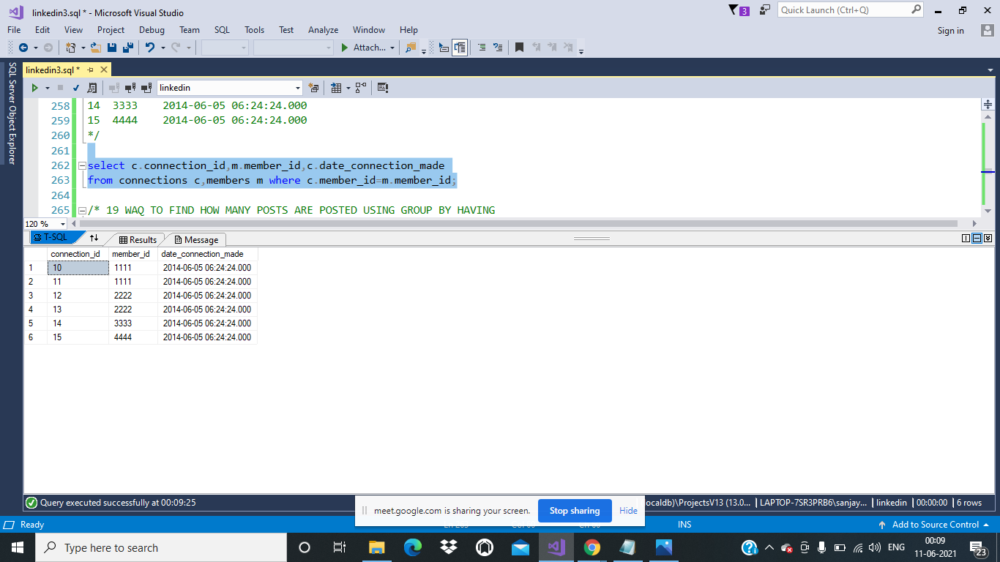 linkedin3.sql * - Microsoft Visual Studio
3
Quick Launch (Ctrl+Q)
File Edit View Project Debug Team SQL Tools Test Analyze Window Help
Sign in
Attach...
SQL Server Object Explorer
linkedin3.sql *
linkedin
258 14 3333 2014-06-05 06:24:24.000
259 15 4444 2014-06-05 06:24:24.000
260 */
261
262 select c.connection_id,m.member_id,c.date_connection_made
263 from connections c,members m where c.member_id=m.member_id;
264
265 /* 19 WAQ TO FIND HOW MANY POSTS ARE POSTED USING GROUP BY HAVING
120 %
T-SQL Results Message
connection_id member_id date_connection_made
1 10 1111 2014-06-05 06:24:24.000
2 11 1111 2014-06-05 06:24:24.000
3 12 2222 2014-06-05 06:24:24.000
4 13 2222 2014-06-05 06:24:24.000
5 14 3333 2014-06-05 06:24:24.000
6 15 4444 2014-06-05 06:24:24.000
Query executed successfully at 00:09:25
ocaldb)\ProjectsV13 (13.0... LAPTOP-7SR3PRB6\sanjay... linkedin 00:00:00 6 rows
meet.google.com is sharing your screen. Stop sharing Hide
Ready
INS
Add to Source Control
Type here to search
ENG
00:09
11-06-2021
23